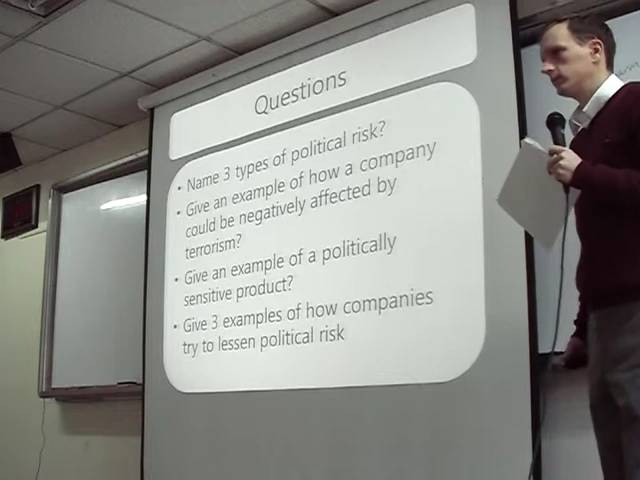 Questions
• Name 3 types of political risk?
• Give an example of how a company
could be negatively affected by
terrorism?
• Give an example of a politically
sensitive product?
• Give 3 examples of how companies
try to lessen political risk